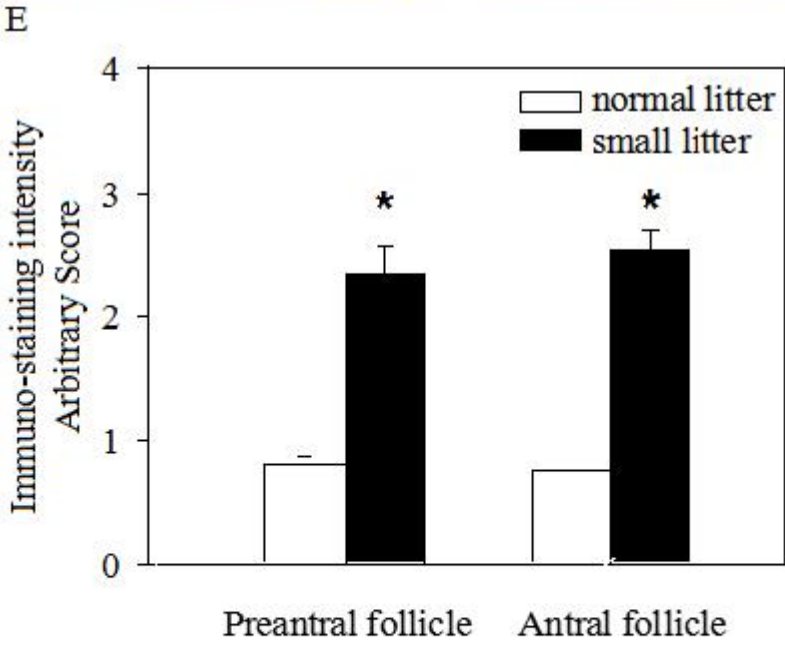 E
4
normal litter
small litter
3
*
*
2
1
0
Immuno-staining intensity
Arbitrary Score
Preantral follicle
Antral follicle